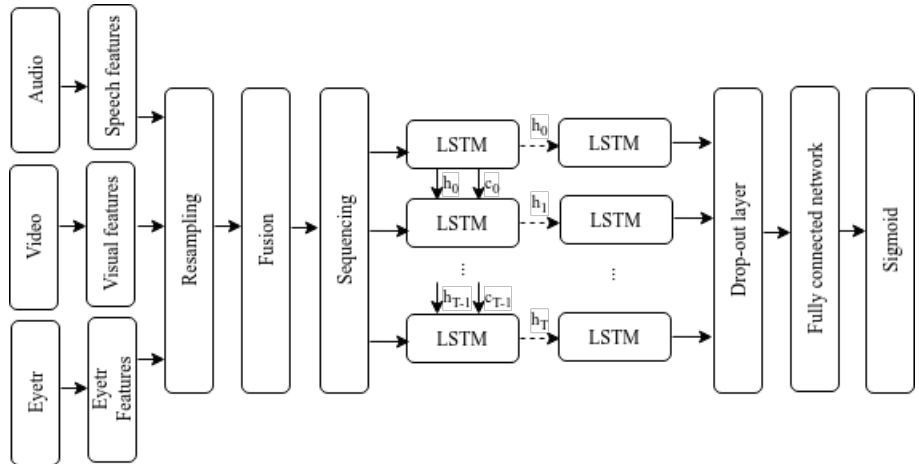 Audio
Speech features
Video
Visual features
Eyetr
Eyetr
Features
Resampling
Fusion
Sequencing
LSTM
h0
LSTM
h0
c0
LSTM
h1
LSTM
...
...
hT-1
cT-1
LSTM
hT
LSTM
Drop-out layer
Fully connected network
Sigmoid